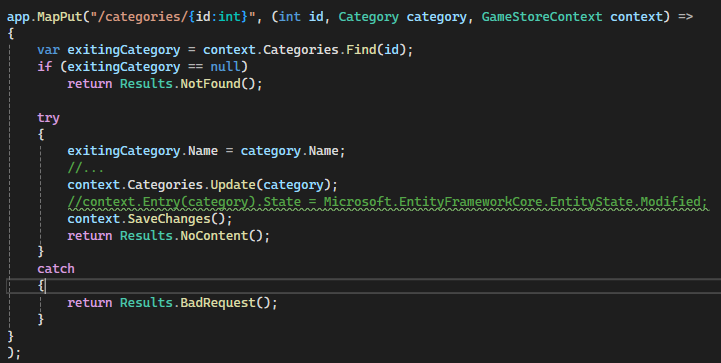 app.MapPut("/categories/{id:int}", (int id, Category category, GameStoreContext context) =>
{
var exitingCategory = context.Categories.Find(id);
if (exitingCategory == null)
return Results.NotFound();
try
{
exitingCategory.Name = category.Name;
//...
context.Categories.Update(category);
//context.Entry(category).State = Microsoft.EntityFrameworkCore.EntityState.Modified;
context.SaveChanges();
return Results.NoContent();
}
catch
{
return Results.BadRequest();
}
}
);